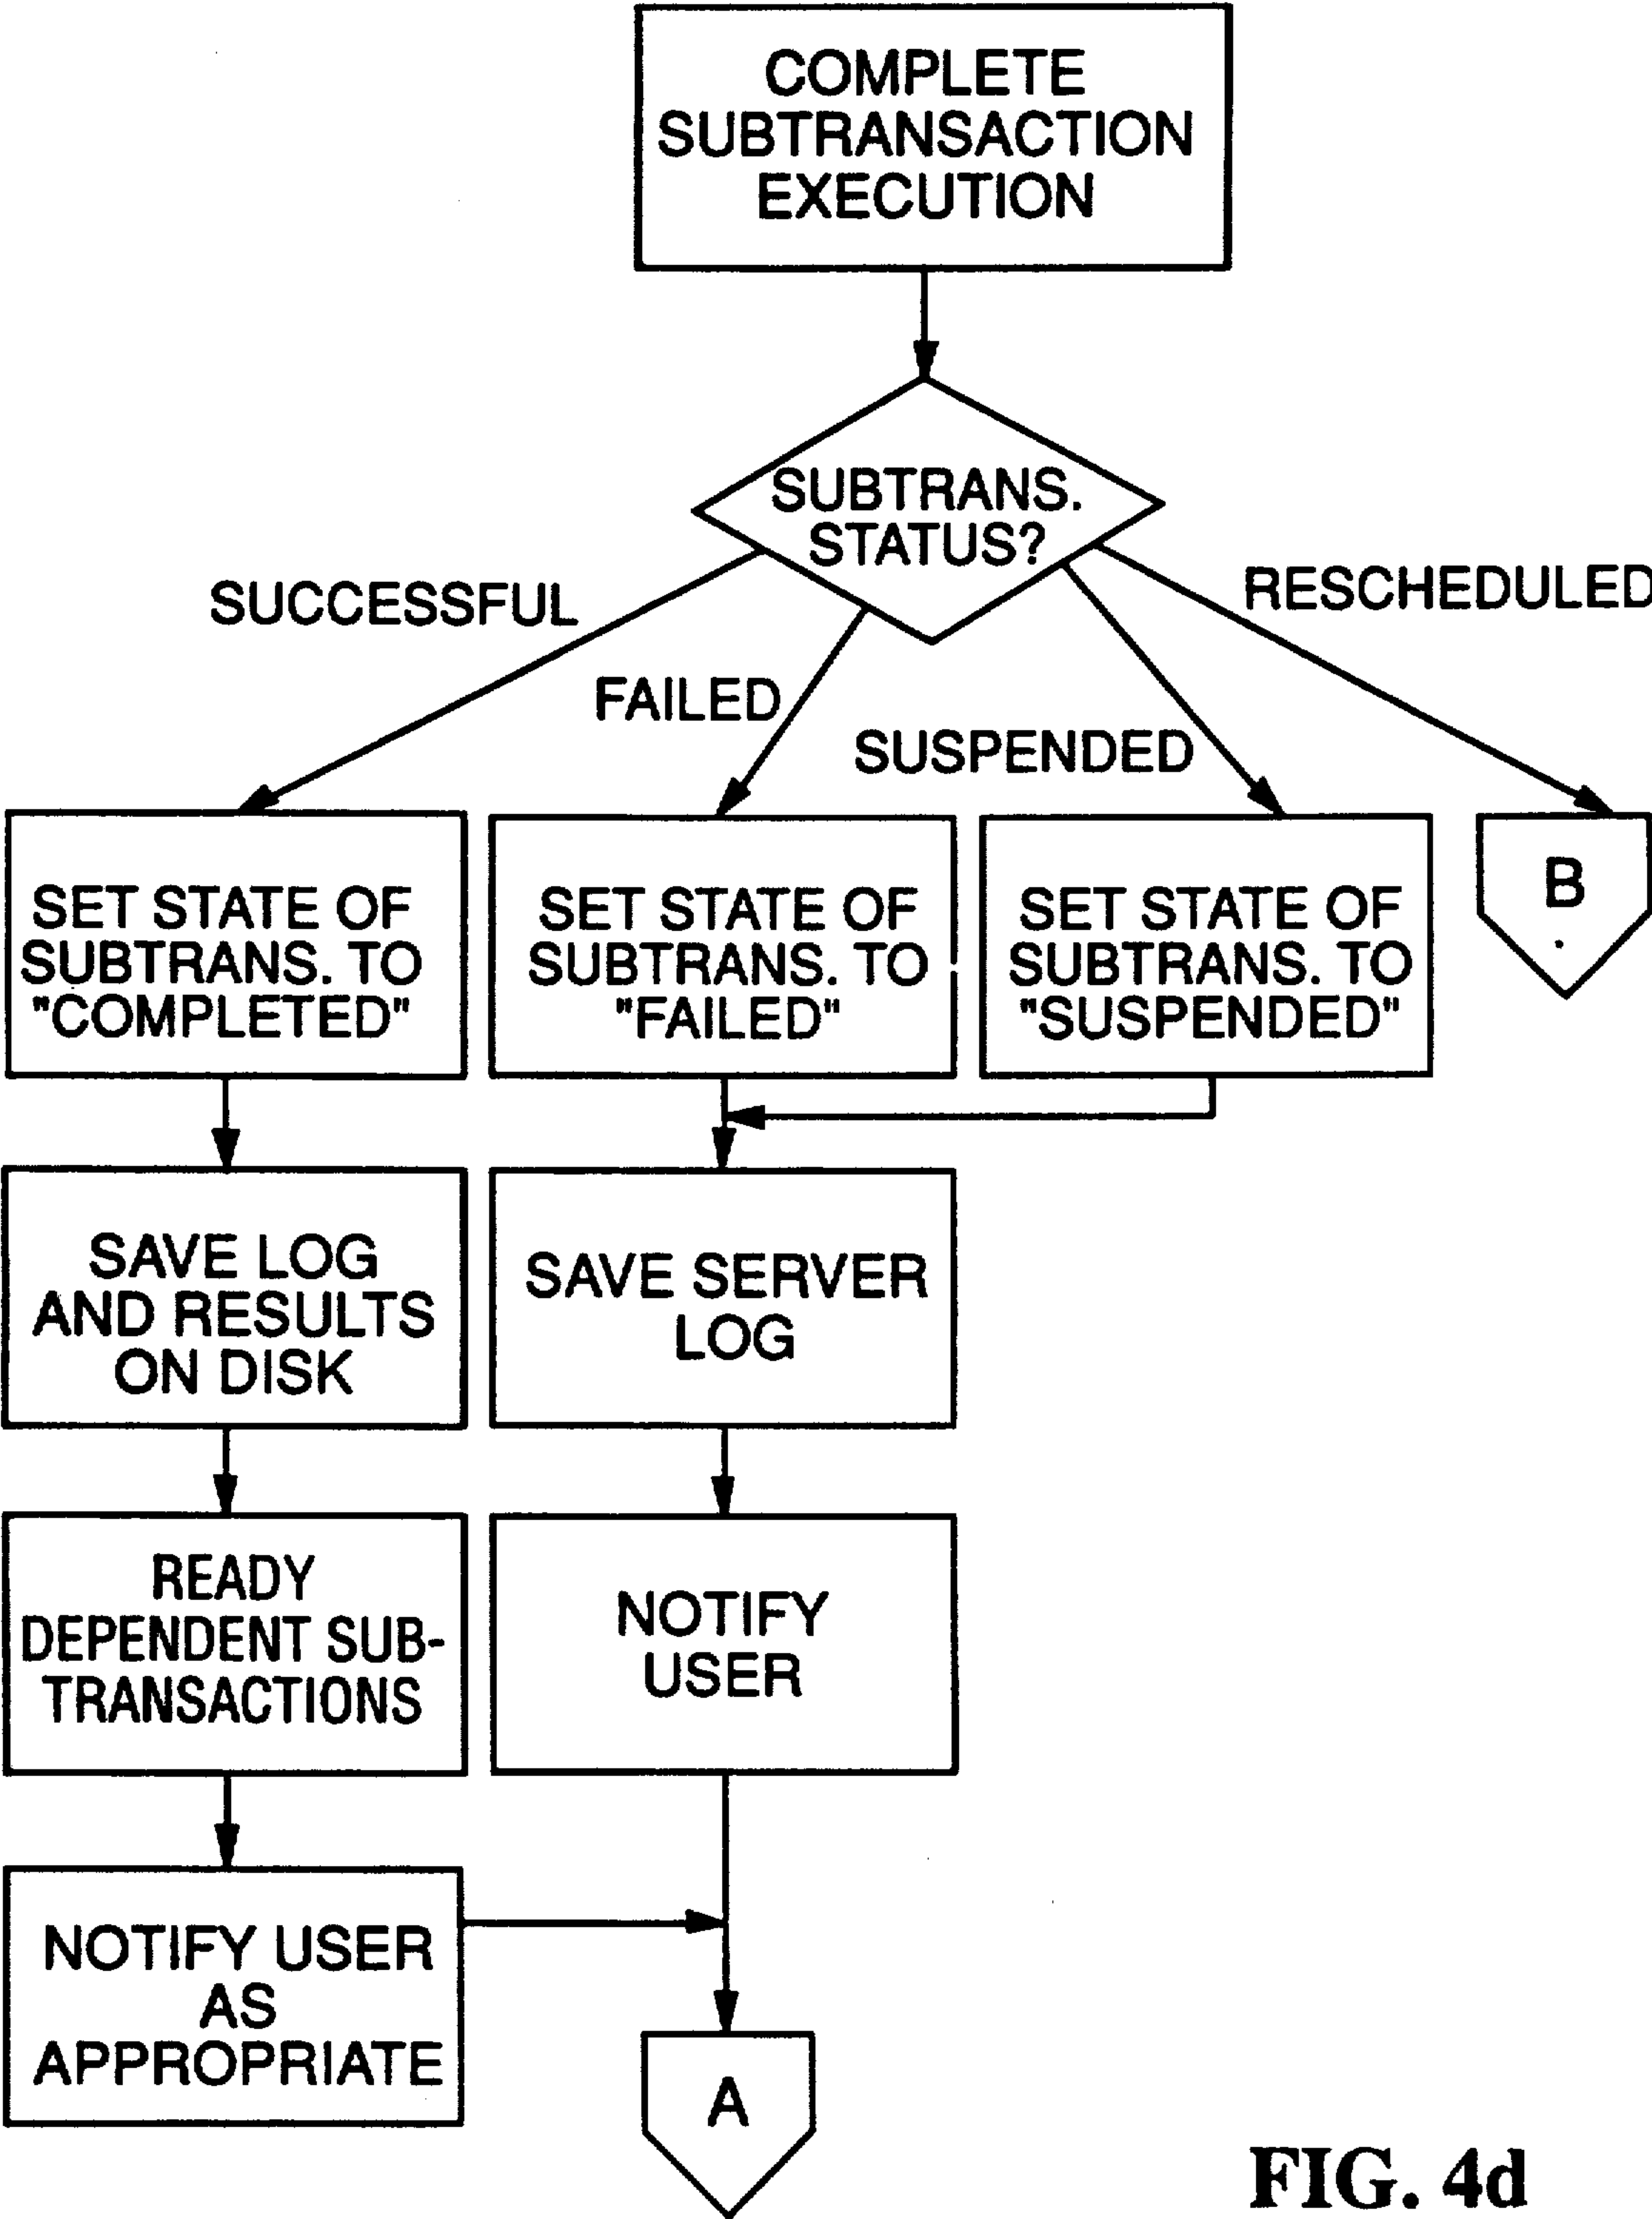 COMPLETE
SUBTRANSACTION
EXECUTION
SUBTRANS.
STATUS?
SUCCESSFUL
RESCHEDULED
FAILED
SUSPENDED
SET STATE OF
SUBTRANS. TO
"COMPLETED"
SET STATE OF
SUBTRANS. TO
"FAILED"
SET STATE OF
SUBTRANS. TO
"SUSPENDED"
B
SAVE LOG
AND RESULTS
ON DISK
SAVE SERVER
LOG
READY
DEPENDENT SUB-
TRANSACTIONS
NOTIFY
USER
NOTIFY USER
AS
APPROPRIATE
A
FIG. 4d